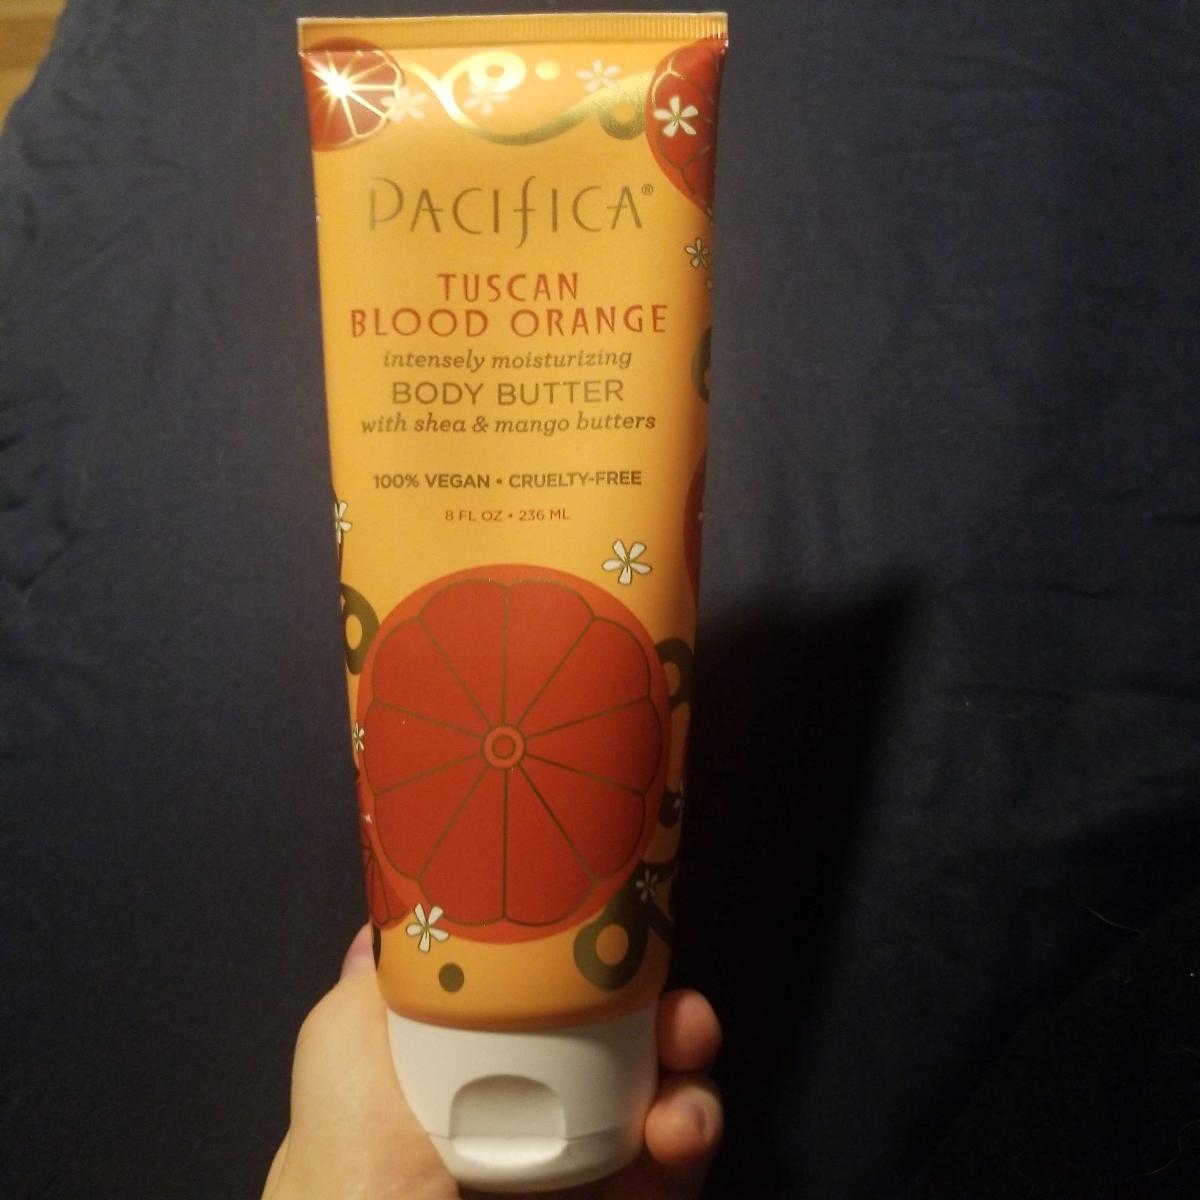 PACIFICA®
TUSCAN
BLOOD ORANGE
intensely moisturizing
BODY BUTTER
with shea & mango butters
100% VEGAN • CRUELTY-FREE
8 FL OZ • 236 ML